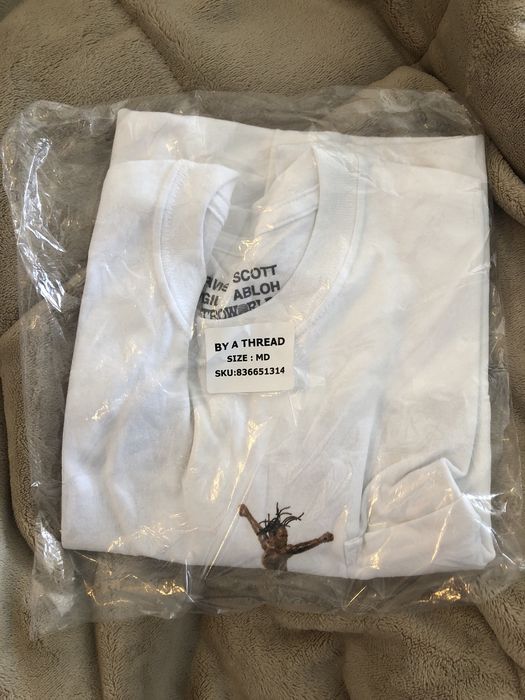 SCOTT
ABLOH
BY A THREAD
SIZE : MD
SKU:836651314